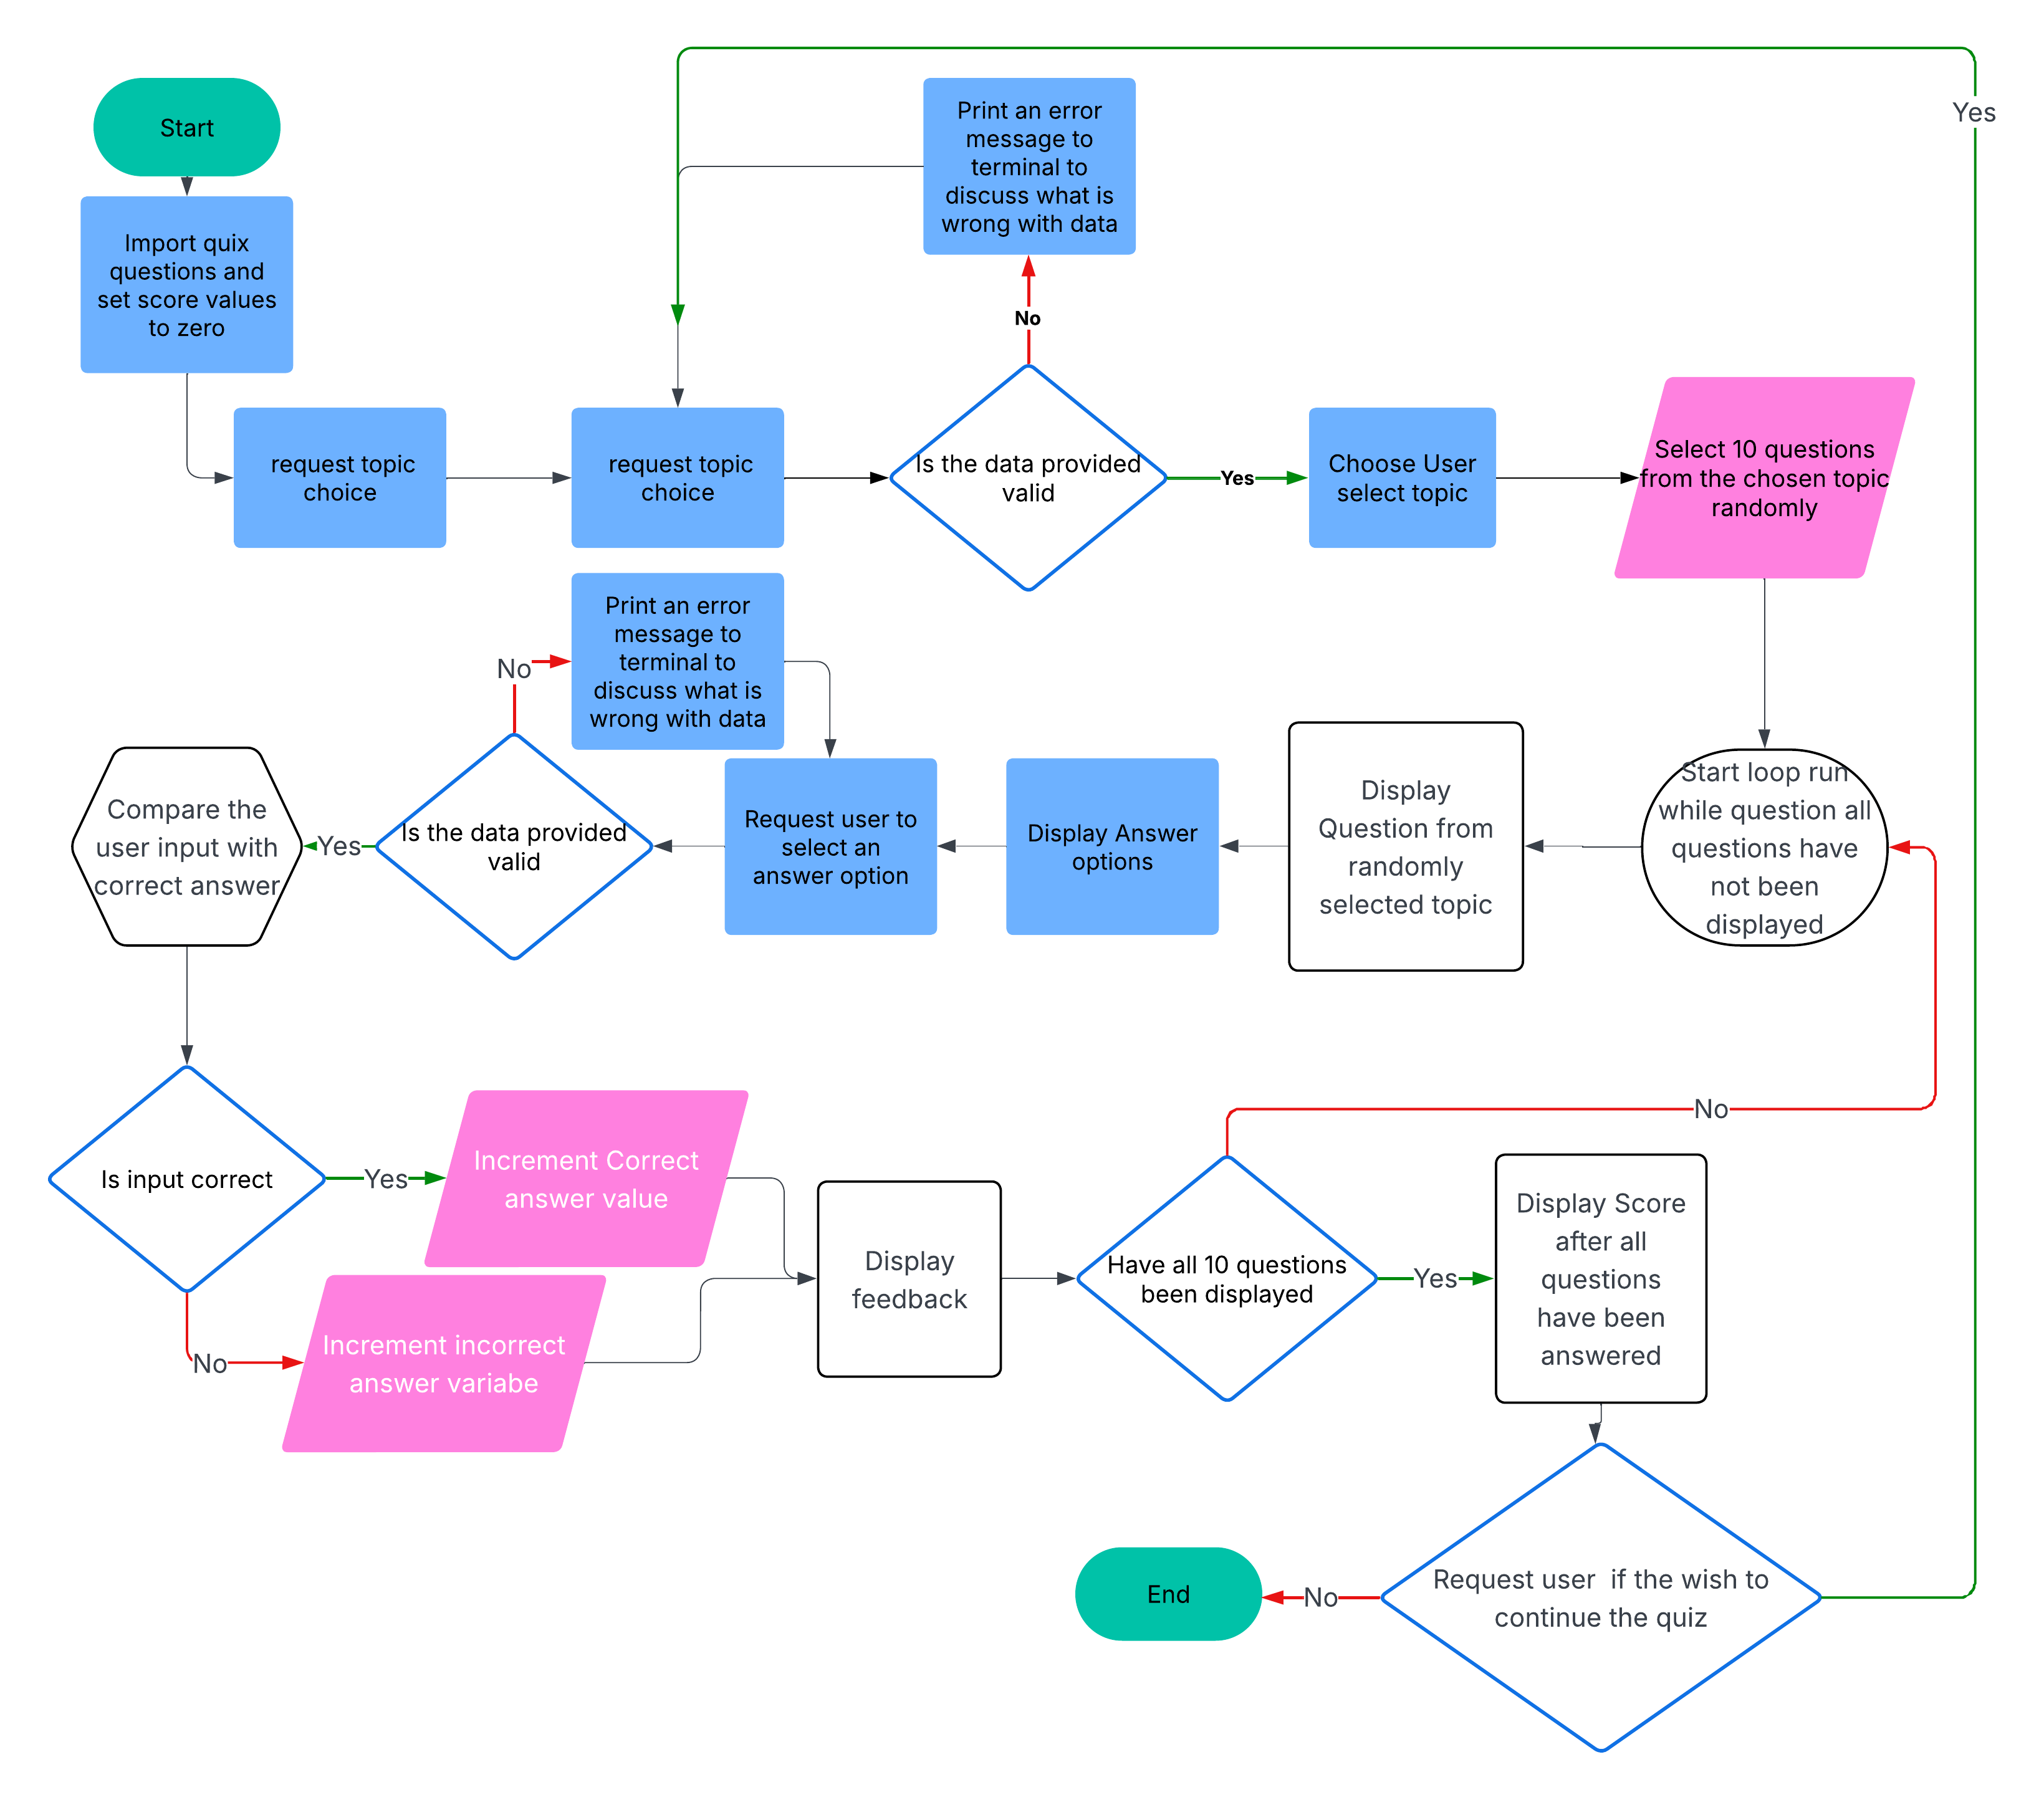 Start
Import quix
questions and
set score values
to zero
request topic
choice
request topic
choice
Print an error
message to
terminal to
discuss what is
wrong with data
No
Is the data provided
valid
Yes
Choose User
select topic
Select 10 questions
from the chosen topic
randomly
Yes
Start loop run
while question all
questions have
not been
displayed
Display
Question from
randomly
selected topic
Display Answer
options
Request user to
select an
answer option
Print an error
message to
terminal to
discuss what is
wrong with data
No
Is the data provided
valid
Yes
Compare the
user input with
correct answer
Is input correct
Yes
Increment Correct
answer value
No
Increment incorrect
answer variabe
Display
feedback
Have all 10 questions
been displayed
No
Yes
Display Score
after all
questions
have been
answered
Request user  if the wish to
continue the quiz
No
End